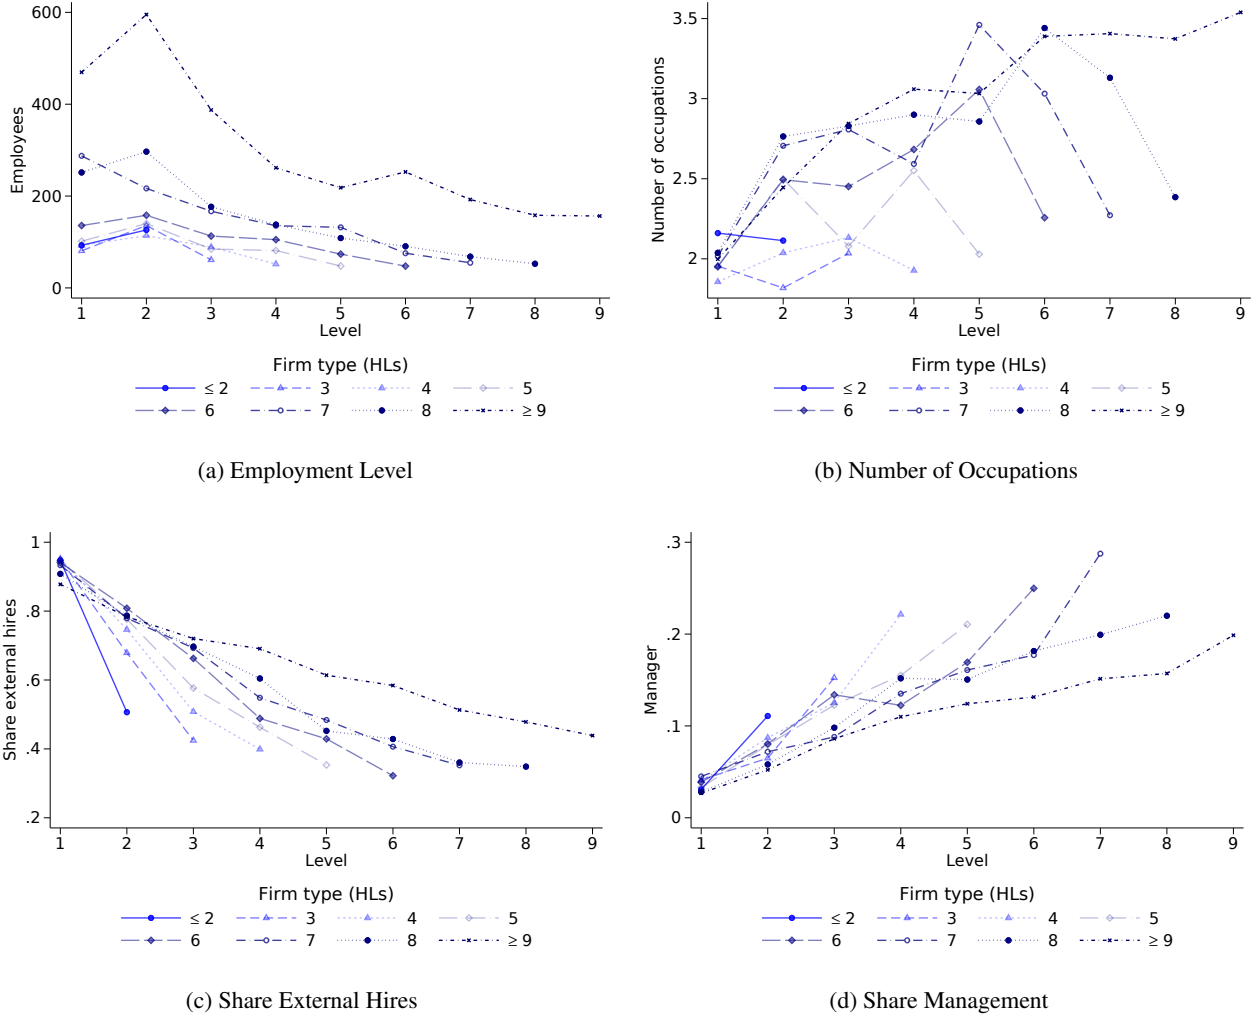 600
400
200
0
Employees
1 2 3 4 5 6 7 8 9
Level
Firm type (HLs)
≤ 2 3 4 5
6 7 8 ≥ 9
(a) Employment Level
3.5
3
2.5
2
Number of occupations
1 2 3 4 5 6 7 8 9
Level
Firm type (HLs)
≤ 2 3 4 5
6 7 8 ≥ 9
(b) Number of Occupations
1
.8
.6
.4
.2
Share external hires
1 2 3 4 5 6 7 8 9
Level
Firm type (HLs)
≤ 2 3 4 5
6 7 8 ≥ 9
(c) Share External Hires
.3
.2
.1
0
Manager
1 2 3 4 5 6 7 8 9
Level
Firm type (HLs)
≤ 2 3 4 5
6 7 8 ≥ 9
(d) Share Management